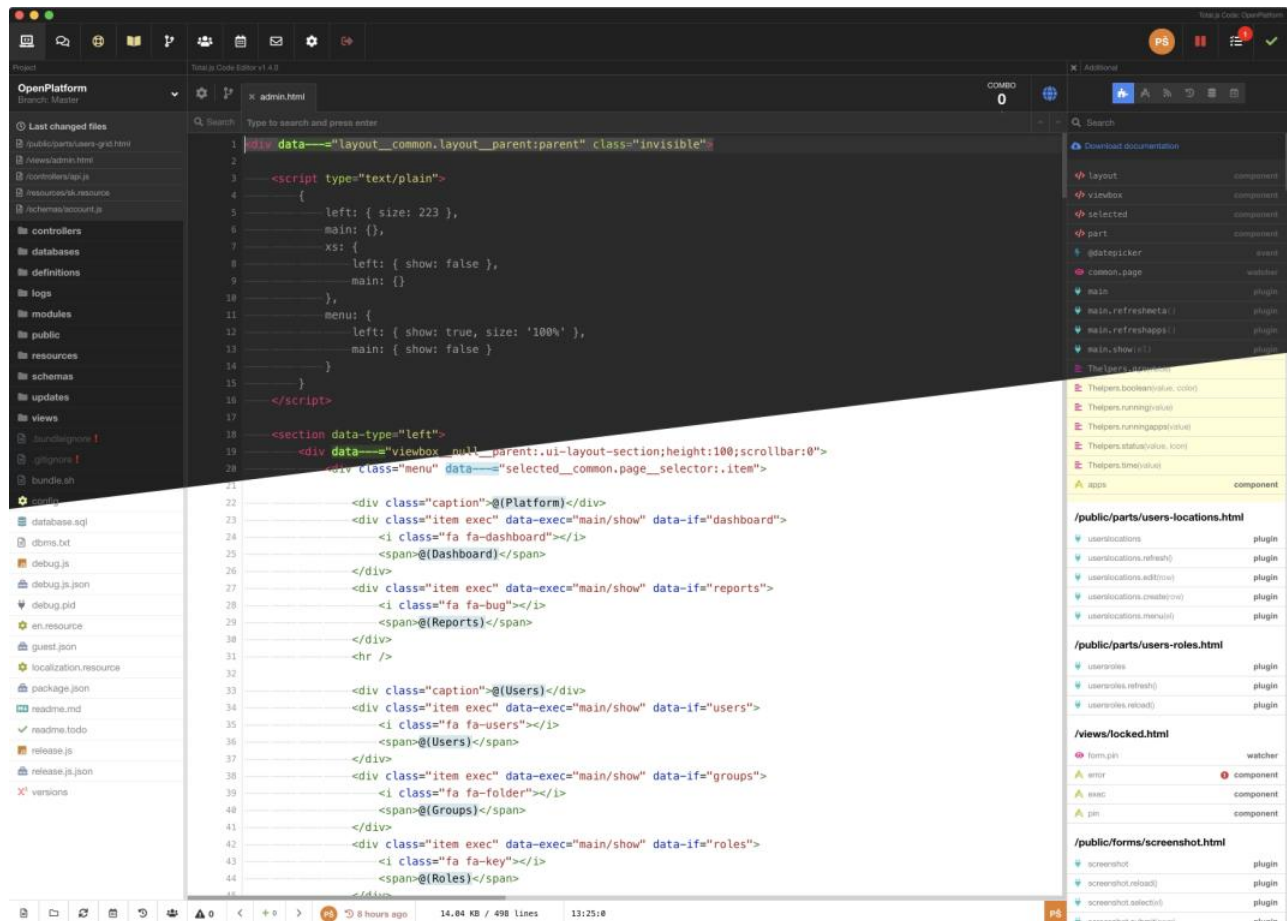 Total.js Code: OpenPlatform
PŠ
1
Project
Total.js Code Editor v1.4.0
Additional
OpenPlatform
Branch: Master
admin.html
COMBO
0
Search
Type to search and press enter
Search
Last changed files
/public/parts/users-grid.html
/views/admin.html
/controllers/api.js
/resources/sk.resource
/schemas/account.js
controllers
databases
definitions
logs
modules
public
resources
schemas
updates
views
.bundleignore !
.gitignore !
bundle.sh
config
database.sql
dbms.txt
debug.js
debug.js.json
debug.pid
en.resource
guest.json
localization.resource
package.json
readme.md
readme.todo
release.js
release.js.json
versions
1 <div data---="layout__common.layout__parent:parent" class="invisible">
2
3 <script type="text/plain">
4 {
5 left: { size: 223 },
6 main: {},
7 xs: {
8 left: { show: false },
9 main: {}
10 },
11 menu: {
12 left: { show: true, size: '100%' },
13 main: { show: false }
14 }
15 }
16 </script>
17
18 <section data-type="left">
19 <div data---="viewbox__null__parent:.ui-layout-section;height:100;scrollbar:0">
20 <div class="menu" data---="selected__common.page__selector:.item">
21
22 <div class="caption">@(Platform)</div>
23 <div class="item exec" data-exec="main/show" data-if="dashboard">
24 <i class="fa fa-dashboard"></i>
25 <span>@(Dashboard)</span>
26 </div>
27 <div class="item exec" data-exec="main/show" data-if="reports">
28 <i class="fa fa-bug"></i>
29 <span>@(Reports)</span>
30 </div>
31 <hr />
32
33 <div class="caption">@(Users)</div>
34 <div class="item exec" data-exec="main/show" data-if="users">
35 <i class="fa fa-users"></i>
36 <span>@(Users)</span>
37 </div>
38 <div class="item exec" data-exec="main/show" data-if="groups">
39 <i class="fa fa-folder"></i>
40 <span>@(Groups)</span>
41 </div>
42 <div class="item exec" data-exec="main/show" data-if="roles">
43 <i class="fa fa-key"></i>
44 <span>@(Roles)</span>
45 </div>
Download documentation
layout component
viewbox component
selected component
part component
@datepicker event
common.page watcher
main plugin
main.refreshmeta() plugin
main.refreshapps() plugin
main.show(el) plugin
Thelpers.boolean(value, color)
Thelpers.running(value)
Thelpers.runningapps(value)
Thelpers.status(value, icon)
Thelpers.time(value)
apps component
/public/parts/users-locations.html
userslocations plugin
userslocations.refresh() plugin
userslocations.edit(row) plugin
userslocations.create(row) plugin
userslocations.menu(el) plugin
/public/parts/users-roles.html
usersroles plugin
usersroles.refresh() plugin
usersroles.reload() plugin
/views/locked.html
form.pin watcher
error component
exec component
pin component
/public/forms/screenshot.html
screenshot plugin
screenshot.reload() plugin
screenshot.select(el) plugin
0
+0
PŠ
8 hours ago
14.04 KB / 498 lines
13:25:0
PŠ